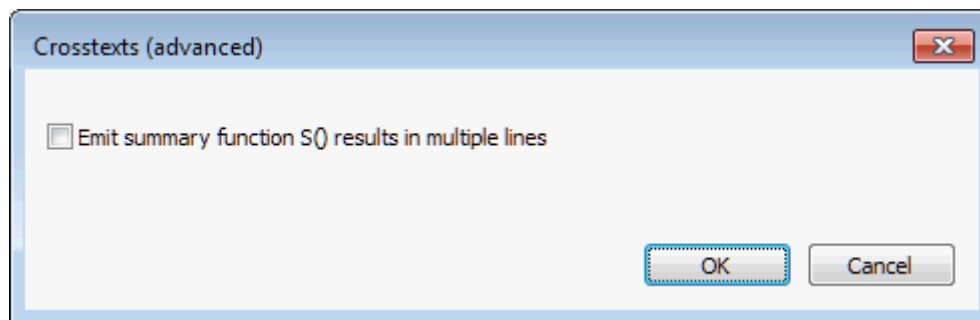 Crosstexts (advanced)
Emit summary function S() results in multiple lines
OK Cancel